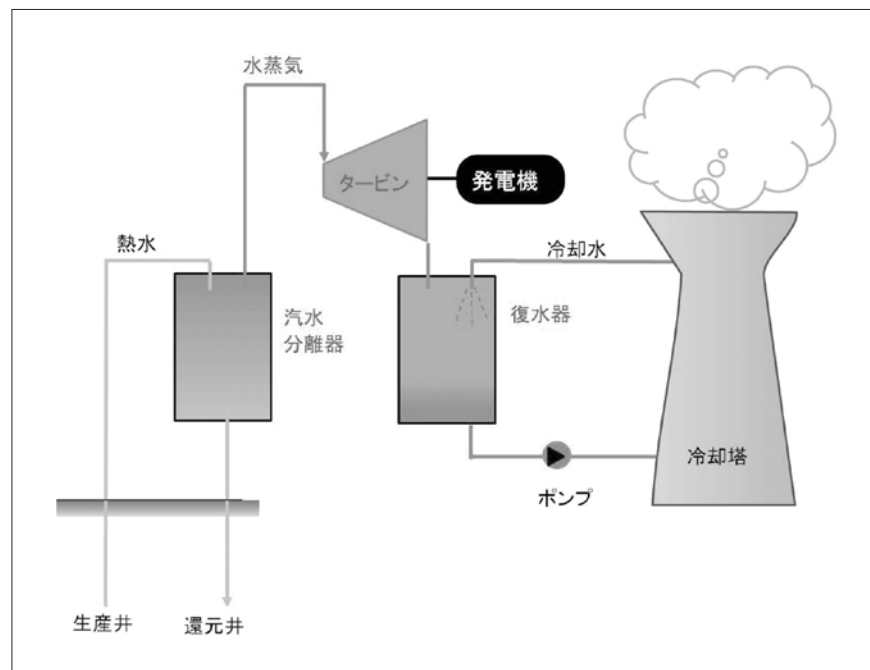 水蒸気
タービン
発電機
熱水
冷却水
汽水
分離器
復水器
冷却塔
ポンプ
生産井
還元井